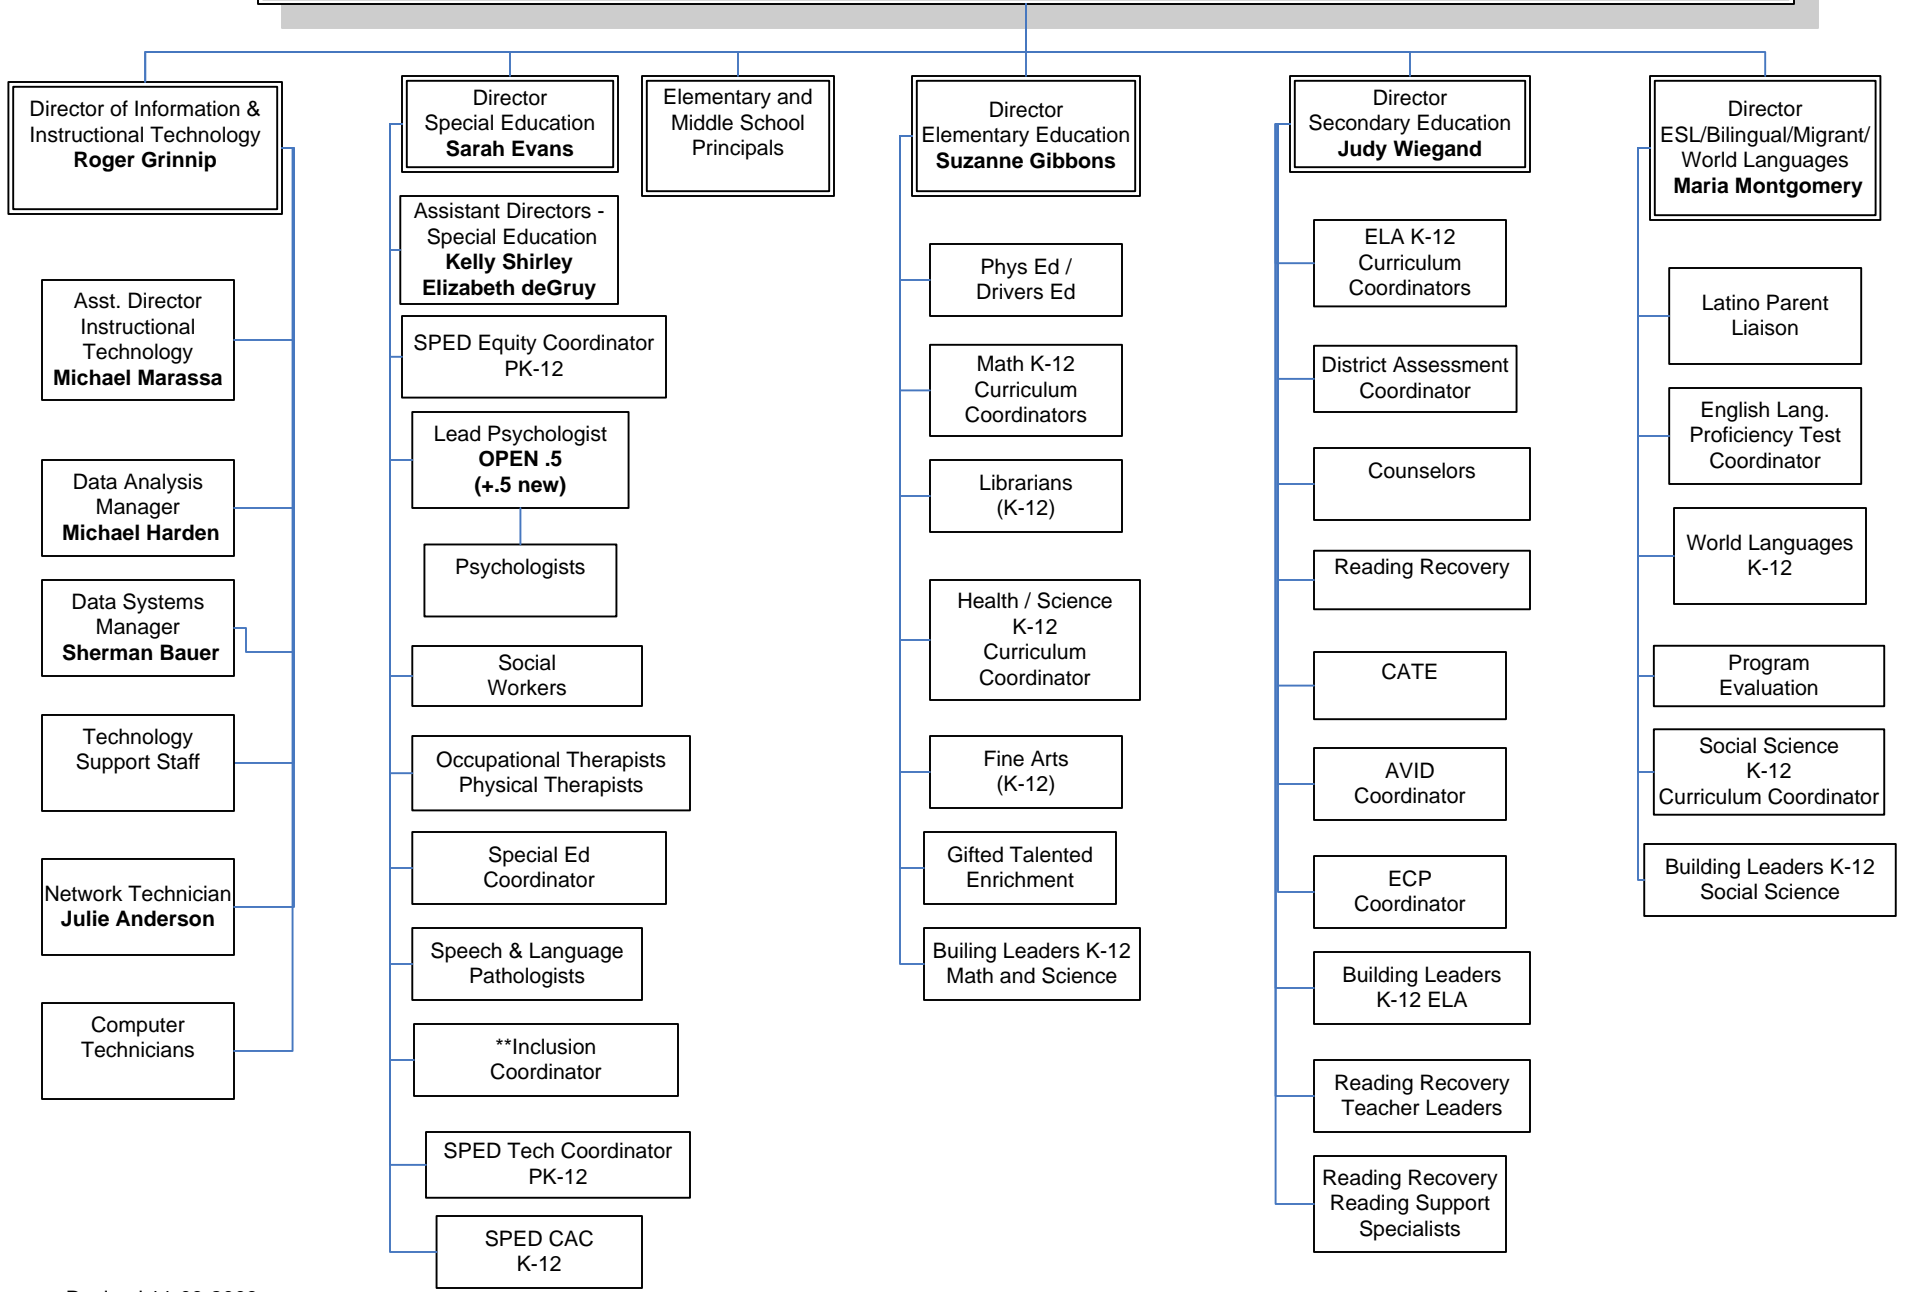 Director of Information &
Instructional Technology
Roger Grinnip
Asst. Director
Instructional
Technology
Michael Marassa
Data Analysis
Manager
Michael Harden
Data Systems
Manager
Sherman Bauer
Technology
Support Staff
Network Technician
Julie Anderson
Computer
Technicians
Director
Special Education
Sarah Evans
Assistant Directors -
Special Education
Kelly Shirley
Elizabeth deGruy
SPED Equity Coordinator
PK-12
Lead Psychologist
OPEN .5
(+.5 new)
Psychologists
Social
Workers
Occupational Therapists
Physical Therapists
Special Ed
Coordinator
Speech & Language
Pathologists
**Inclusion
Coordinator
SPED Tech Coordinator
PK-12
SPED CAC
K-12
Elementary and
Middle School
Principals
Director
Elementary Education
Suzanne Gibbons
Phys Ed /
Drivers Ed
Math K-12
Curriculum
Coordinators
Librarians
(K-12)
Health / Science
K-12
Curriculum
Coordinator
Fine Arts
(K-12)
Gifted Talented
Enrichment
Builing Leaders K-12
Math and Science
Director
Secondary Education
Judy Wiegand
ELA K-12
Curriculum
Coordinators
District Assessment
Coordinator
Counselors
Reading Recovery
CATE
AVID
Coordinator
ECP
Coordinator
Building Leaders
K-12 ELA
Reading Recovery
Teacher Leaders
Reading Recovery
Reading Support
Specialists
Director
ESL/Bilingual/Migrant/
World Languages
Maria Montgomery
Latino Parent
Liaison
English Lang.
Proficiency Test
Coordinator
World Languages
K-12
Program
Evaluation
Social Science
K-12
Curriculum Coordinator
Building Leaders K-12
Social Science